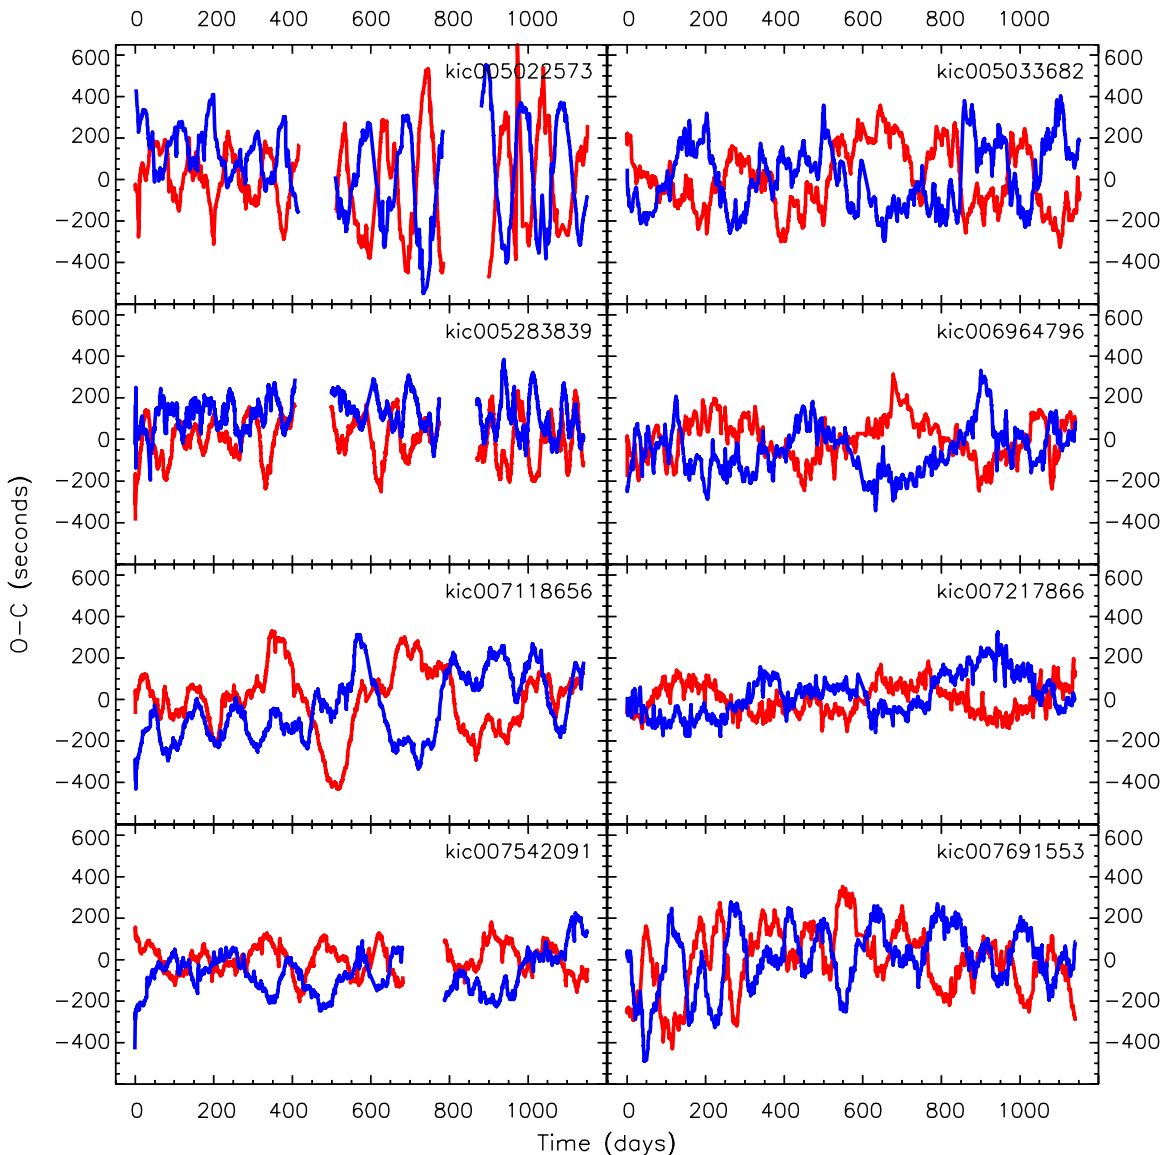 0 200 400 600 800 1000 0 200 400 600 800 1000
600 kic005022573 kic005033682 600
400 400
200 200
0 0
−200 −200
−400 −400
600 kic005283839 kic006964796 600
400 400
200 200
0 0
−200 −200
−400 −400
O−C (seconds)
600 kic007118656 kic007217866 600
400 400
200 200
0 0
−200 −200
−400 −400
600 kic007542091 kic007691553 600
400 400
200 200
0 0
−200 −200
−400 −400
0 200 400 600 800 1000 0 200 400 600 800 1000
Time (days)